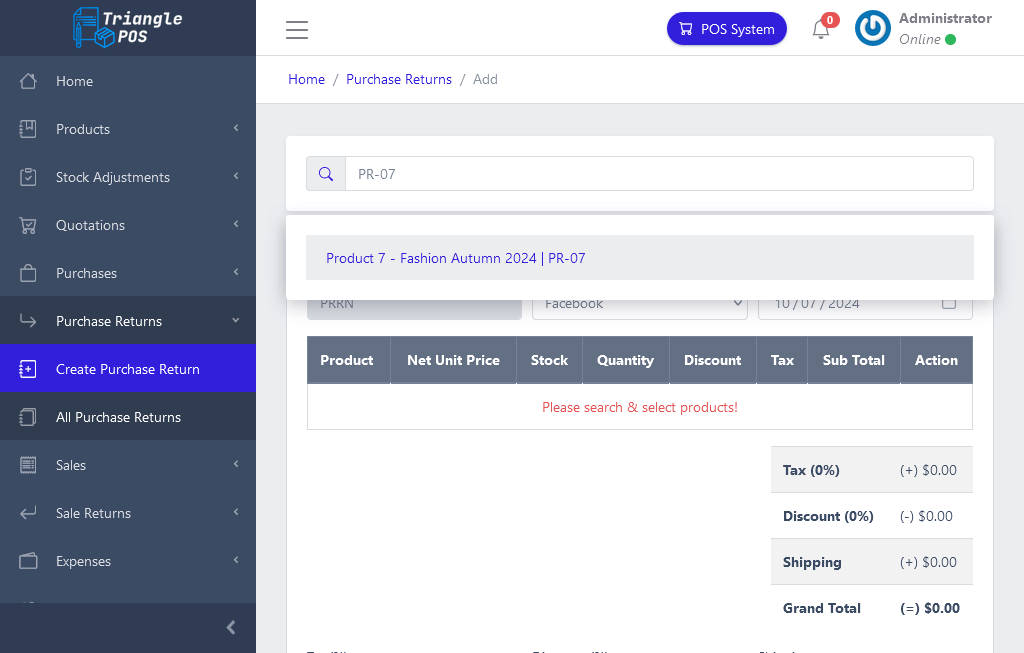 Triangle
POS
POS System
0
Administrator
Online
Home
Products
Stock Adjustments
Quotations
Purchases
Purchase Returns
Create Purchase Return
All Purchase Returns
Sales
Sale Returns
Expenses
Home / Purchase Returns / Add
PR-07
Product 7 - Fashion Autumn 2024 | PR-07
PRRN
Facebook
10/07/2024
Product Net Unit Price Stock Quantity Discount Tax Sub Total Action
Please search & select products!
Tax (0%) (+) $0.00
Discount (0%) (-) $0.00
Shipping (+) $0.00
Grand Total (=) $0.00